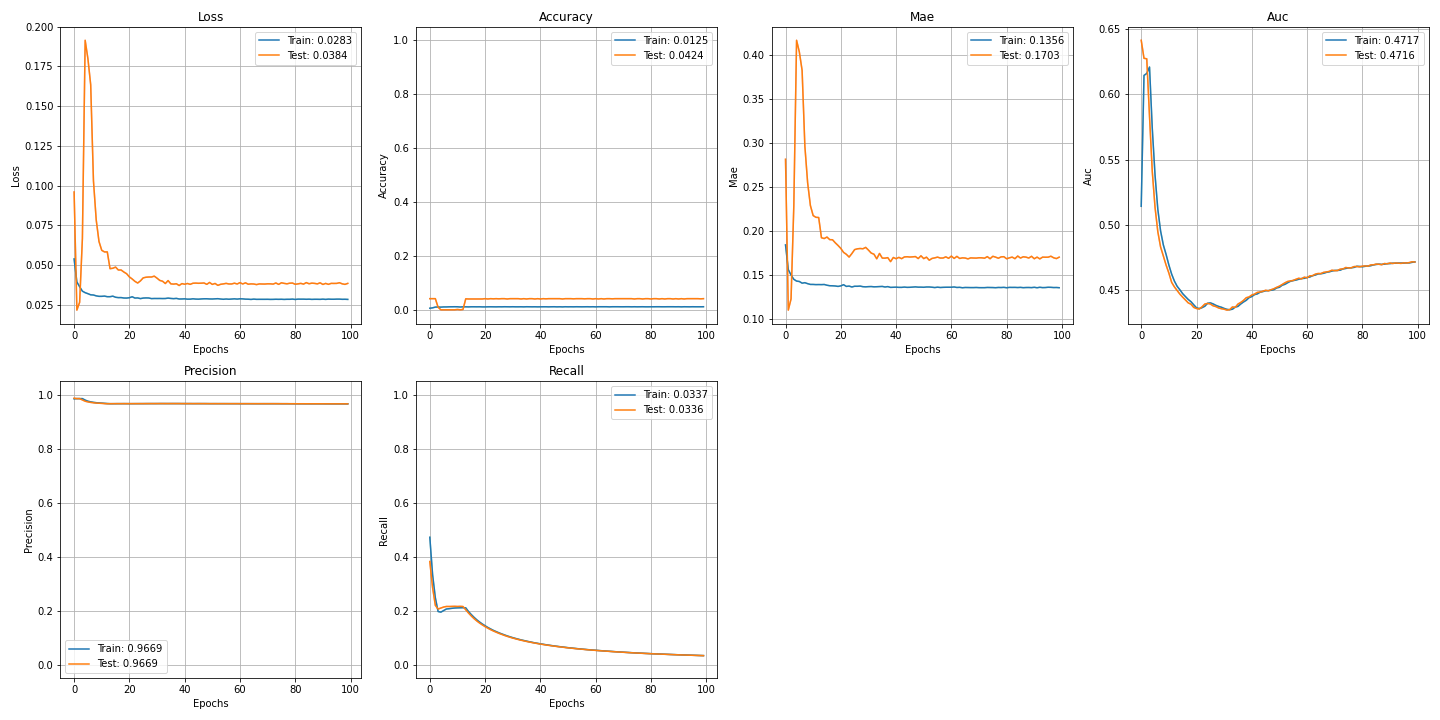 Loss
Train: 0.0283
Test: 0.0384
0.200
0.175
0.150
0.125
0.100
0.075
0.050
0.025
Loss
0
20
40
60
80
100
Epochs
Accuracy
Train: 0.0125
Test: 0.0424
1.0
0.8
0.6
0.4
0.2
0.0
Accuracy
0
20
40
60
80
100
Epochs
Mae
Train: 0.1356
Test: 0.1703
0.40
0.35
0.30
0.25
0.20
0.15
0.10
Mae
0
20
40
60
80
100
Epochs
Auc
Train: 0.4717
Test: 0.4716
0.65
0.60
0.55
0.50
0.45
Auc
0
20
40
60
80
100
Epochs
Precision
1.0
0.8
0.6
0.4
0.2
0.0
Precision
Train: 0.9669
Test: 0.9669
0
20
40
60
80
100
Epochs
Recall
Train: 0.0337
Test: 0.0336
1.0
0.8
0.6
0.4
0.2
0.0
Recall
0
20
40
60
80
100
Epochs